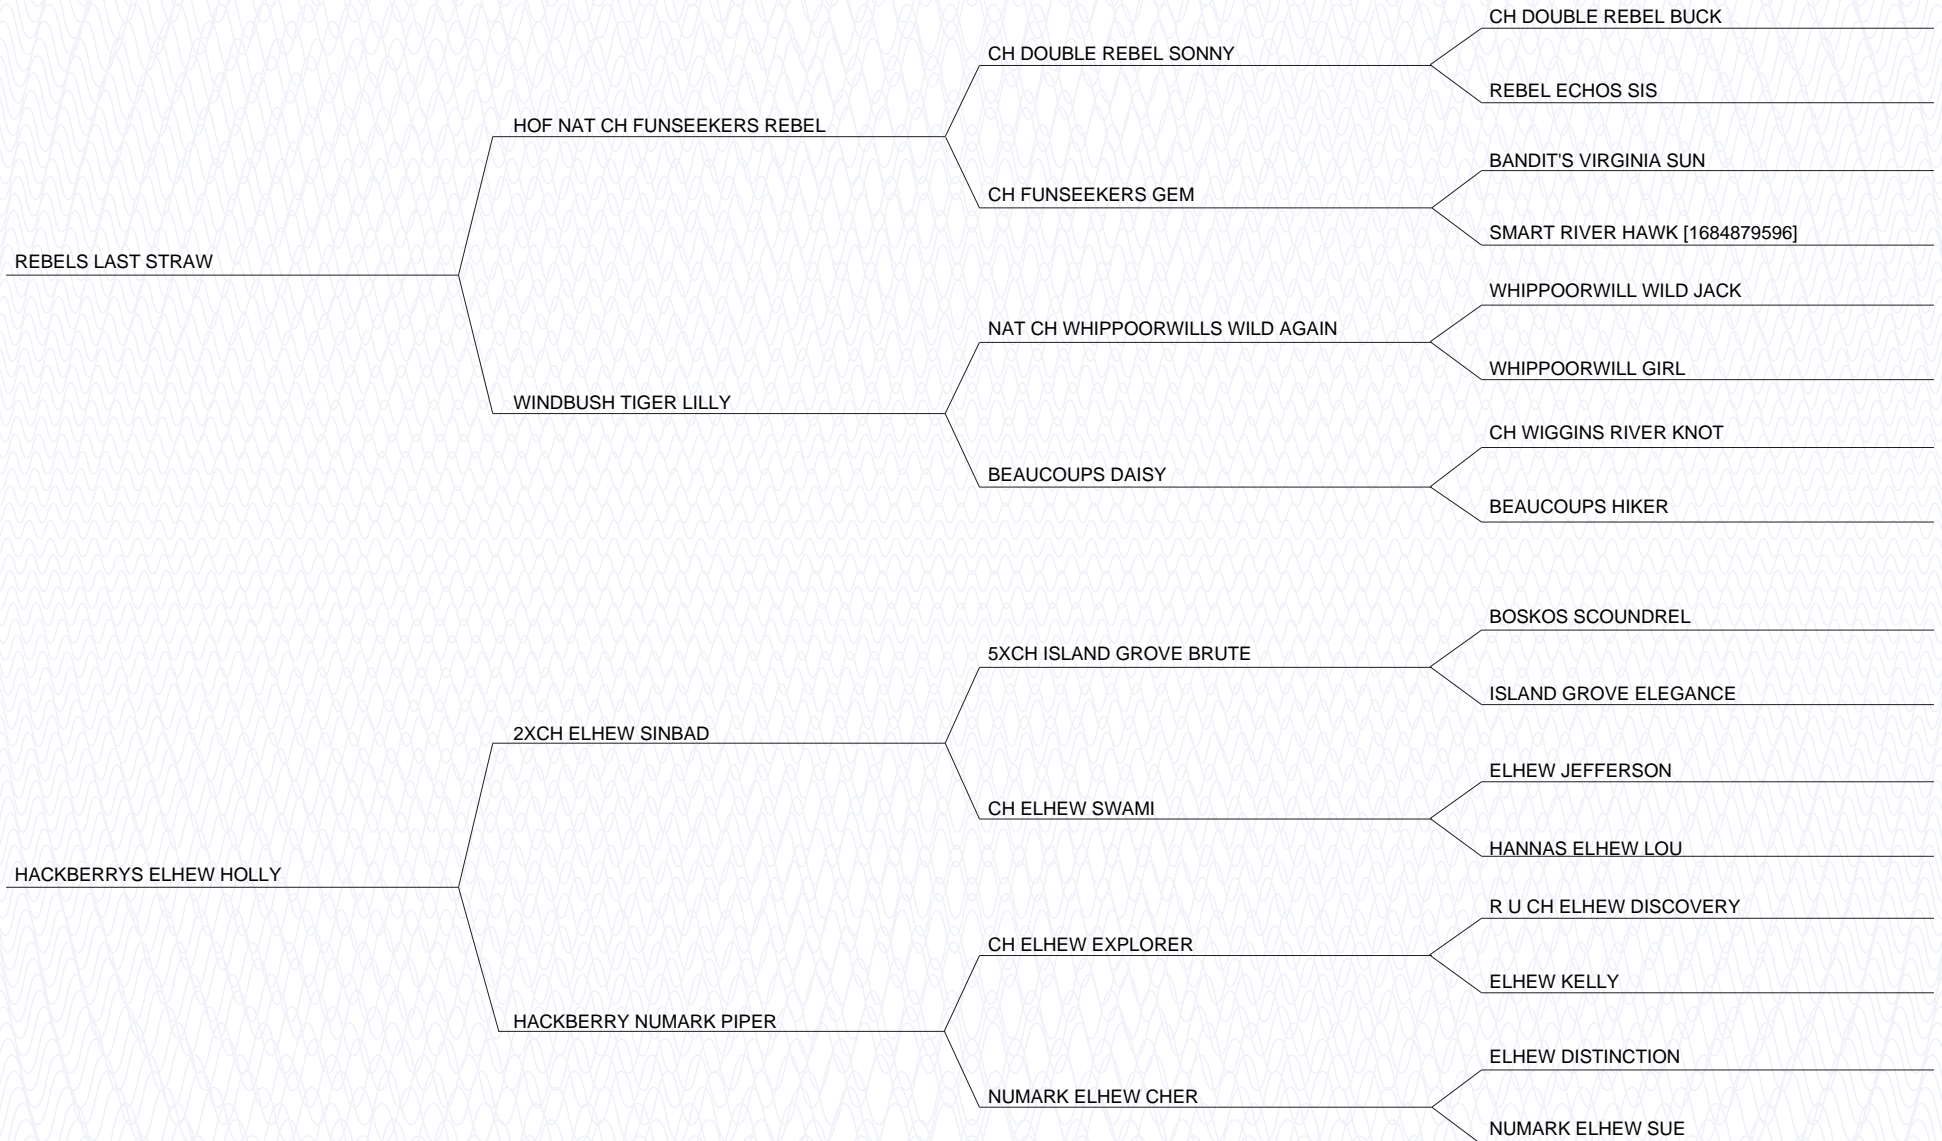 CH DOUBLE REBEL BUCK
CH DOUBLE REBEL SONNY
REBEL ECHOS SIS
HOF NAT CH FUNSEEKERS REBEL
BANDIT'S VIRGINIA SUN
CH FUNSEEKERS GEM
SMART RIVER HAWK [1684879596]
REBELS LAST STRAW
WHIPPOORWILL WILD JACK
NAT CH WHIPPOORWILLS WILD AGAIN
WHIPPOORWILL GIRL
WINDBUSH TIGER LILLY
CH WIGGINS RIVER KNOT
BEAUCOUPS DAISY
BEAUCOUPS HIKER
BOSKOS SCOUNDREL
5XCH ISLAND GROVE BRUTE
ISLAND GROVE ELEGANCE
2XCH ELHEW SINBAD
ELHEW JEFFERSON
CH ELHEW SWAMI
HANNAS ELHEW LOU
HACKBERRYS ELHEW HOLLY
R U CH ELHEW DISCOVERY
CH ELHEW EXPLORER
ELHEW KELLY
HACKBERRY NUMARK PIPER
ELHEW DISTINCTION
NUMARK ELHEW CHER
NUMARK ELHEW SUE